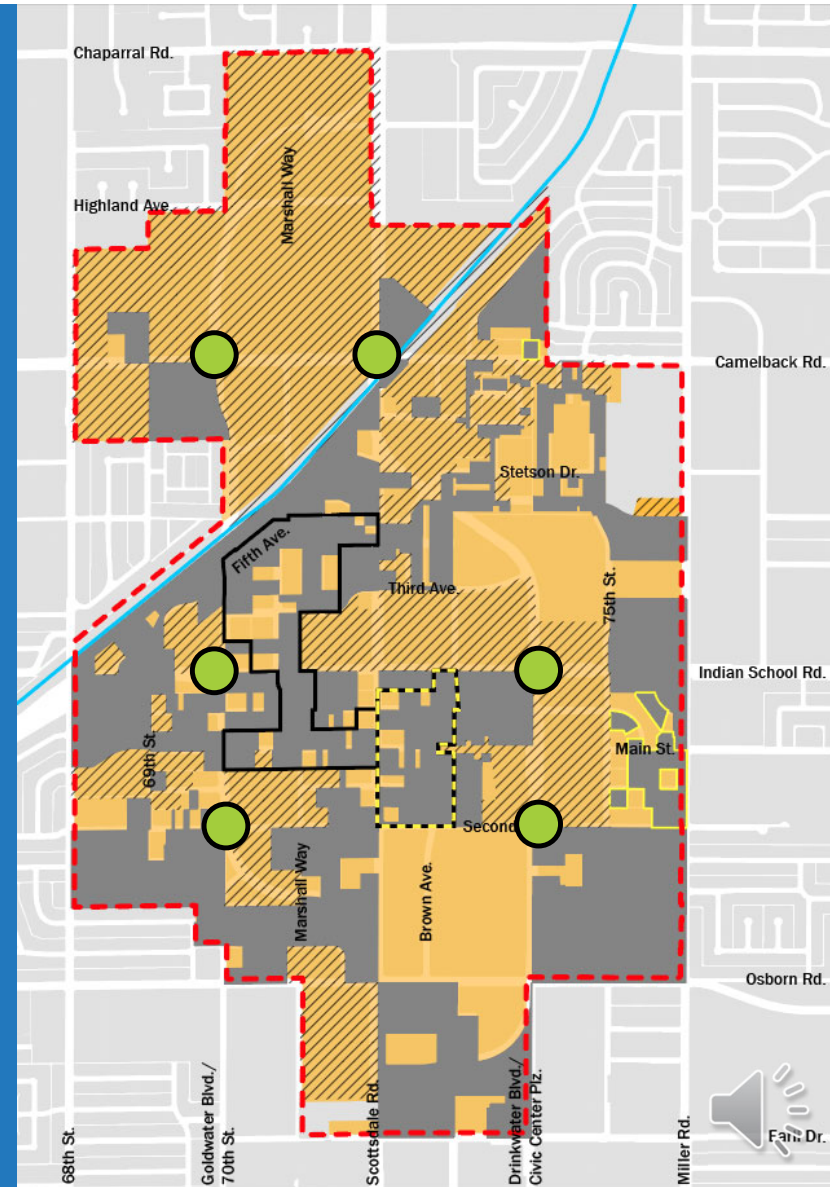 Chaparral Rd.
Marshall Way
Highland Ave.
Camelback Rd.
Stetson Dr.
Fifth Ave.
Third Ave.
75th St.
Indian School Rd.
69th St.
Main St.
Second
Marshall Way
Brown Ave.
Osborn Rd.
68th St.
Goldwater Blvd./
70th St.
Scottsdale Rd.
Drinkwater Blvd./
Civic Center Plz.
Miller Rd.
Dr.